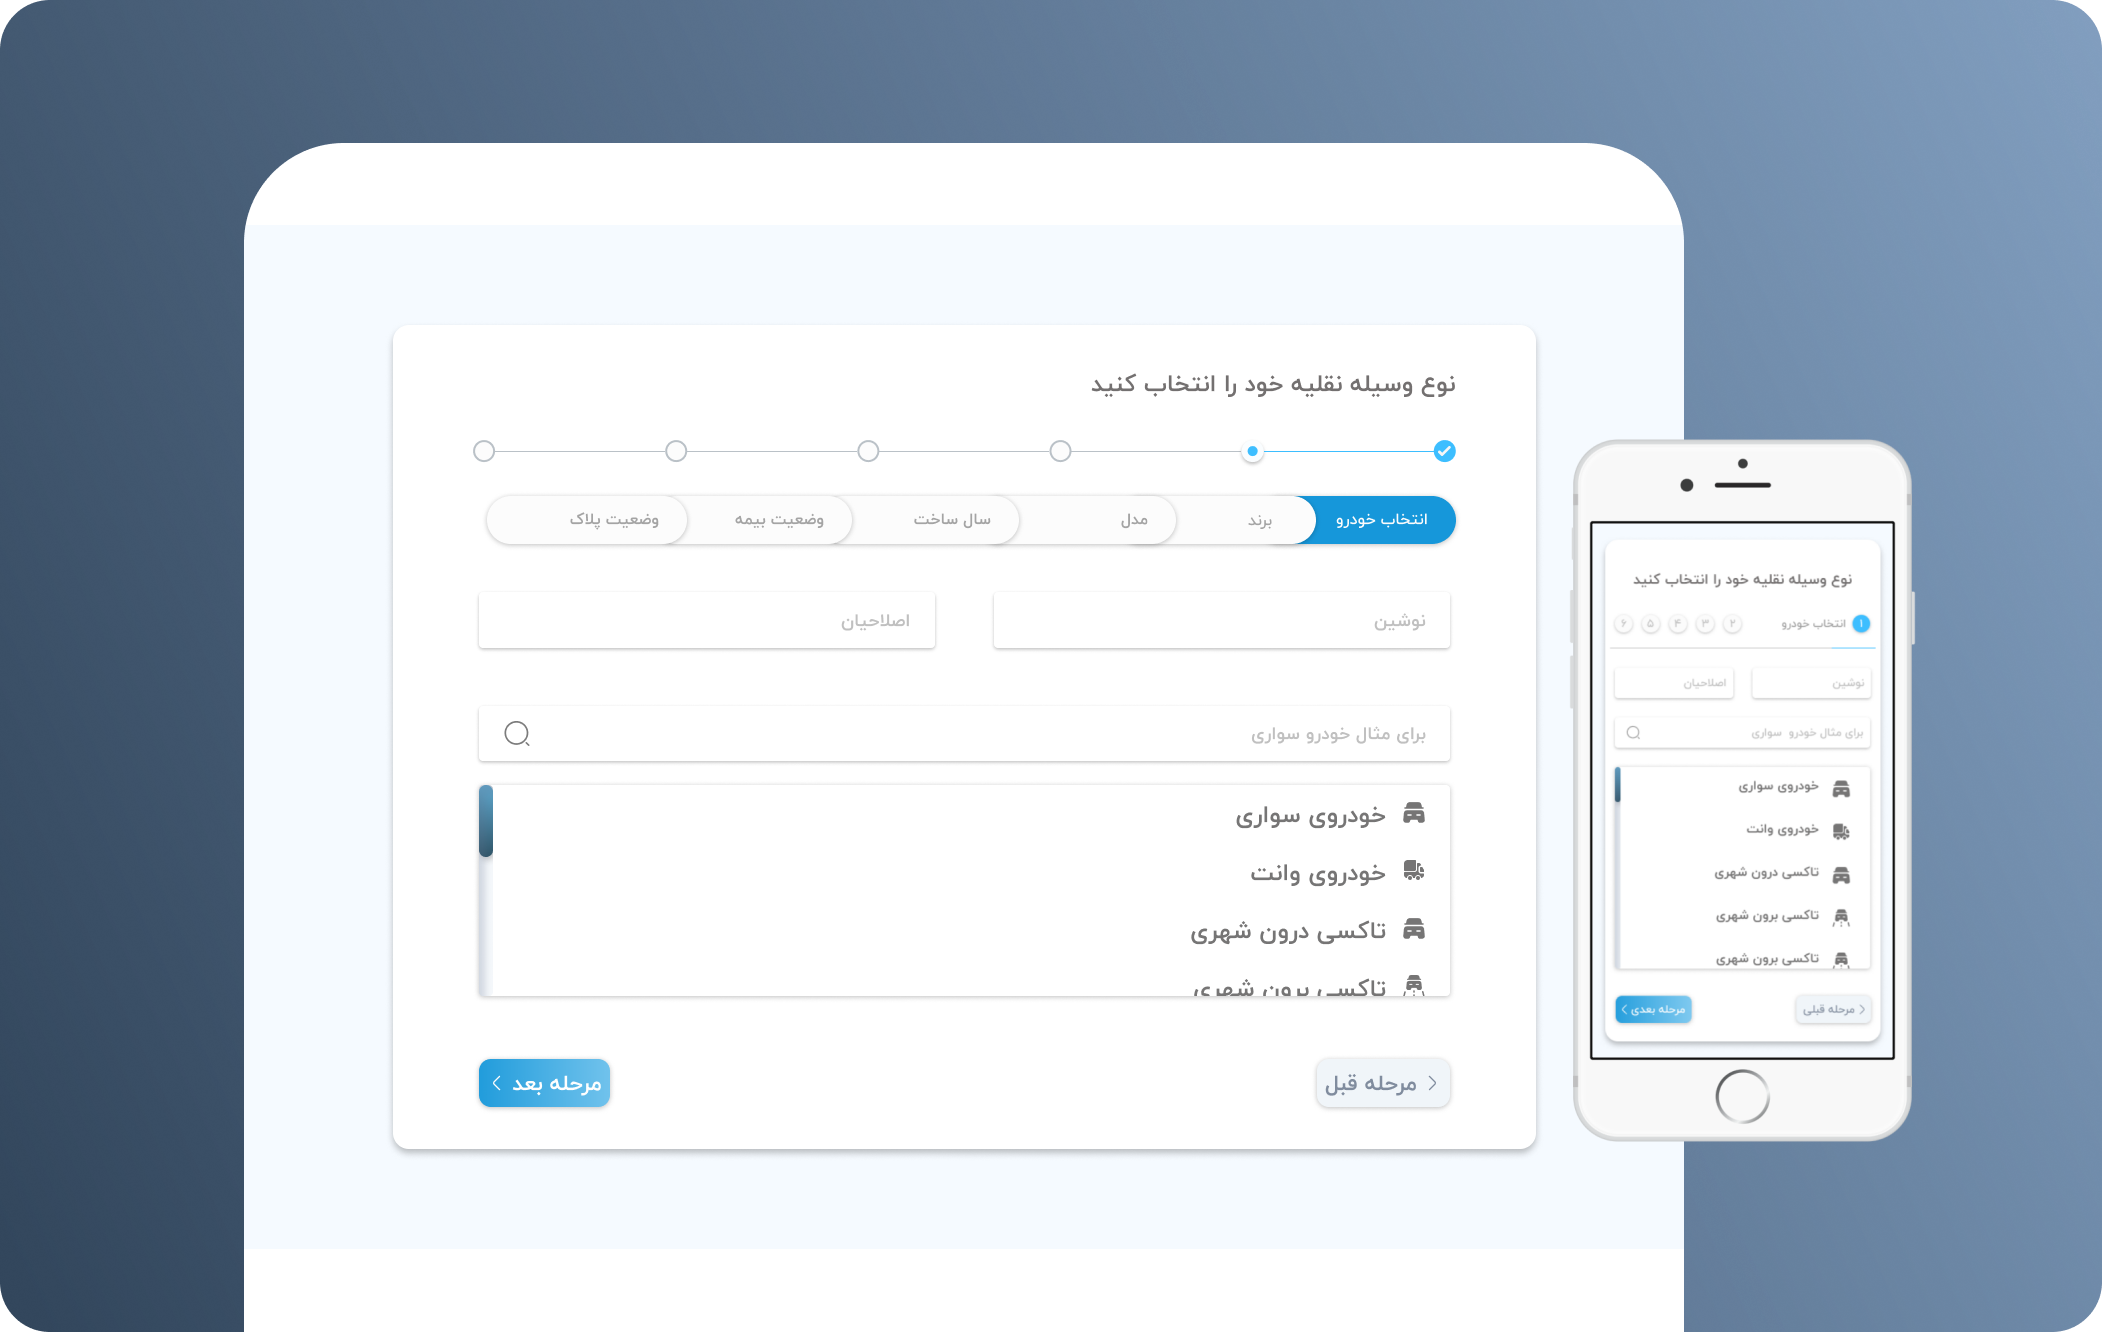 نوع وسیله نقلیه خود را انتخاب کنید
انتخاب خودرو برند مدل سال ساخت وضعیت بیمه وضعیت پلاک
نوشین اصلاحیان
برای مثال خودرو سواری
خودروی سواری
خودروی وانت
تاکسی درون شهری
تاکسی برون شهری
مرحله قبل مرحله بعد
نوع وسیله نقلیه خود را انتخاب کنید
۱ انتخاب خودرو ۲ ۳ ۴ ۵ ۶
نوشین اصلاحیان
برای مثال خودرو سواری
خودروی سواری
خودروی وانت
تاکسی درون شهری
تاکسی برون شهری
تاکسی برون شهری
مرحله قبلی مرحله بعدی